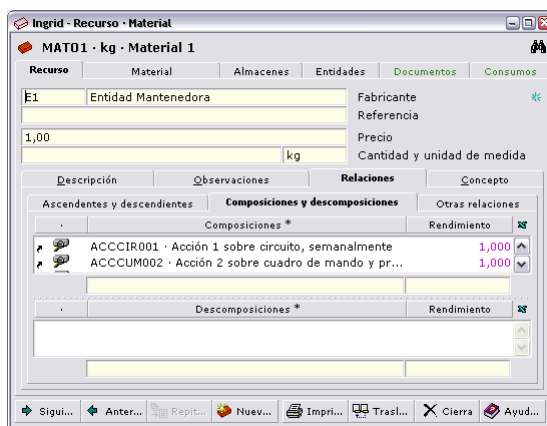 Ingrid - Recurso - Material
MAT01 · kg · Material 1
Recurso Material Almacenes Entidades Documentos Consumos
E1 Entidad Mantenedora Fabricante
Referencia
1,00 Precio
kg Cantidad y unidad de medida
Descripción Observaciones Relaciones Concepto
Ascendentes y descendientes Composiciones y descomposiciones Otras relaciones
· Composiciones * Rendimiento
ACCCIR001 · Acción 1 sobre circuito, semanalmente 1,000
ACCCUM002 · Acción 2 sobre cuadro de mando y pr... 1,000
· Descomposiciones * Rendimiento
Sigui... Anter... Repit... Nuev... Impri... Trasl... Cierra Ayud...